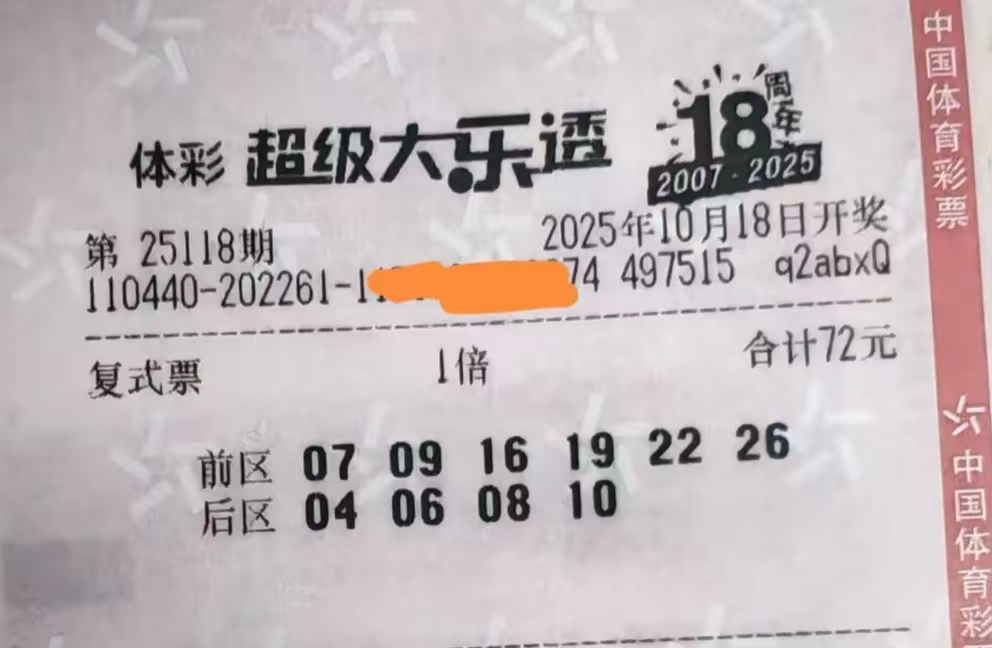 体彩 超级大乐透 18周年
2007-2025
第 25118期 2025年10月18日开奖
110440-202261-1 74 497515 q2abxQ
复式票 1倍 合计72元
前区 07 09 16 19 22 26
后区 04 06 08 10
中国体育彩票
中国体育彩